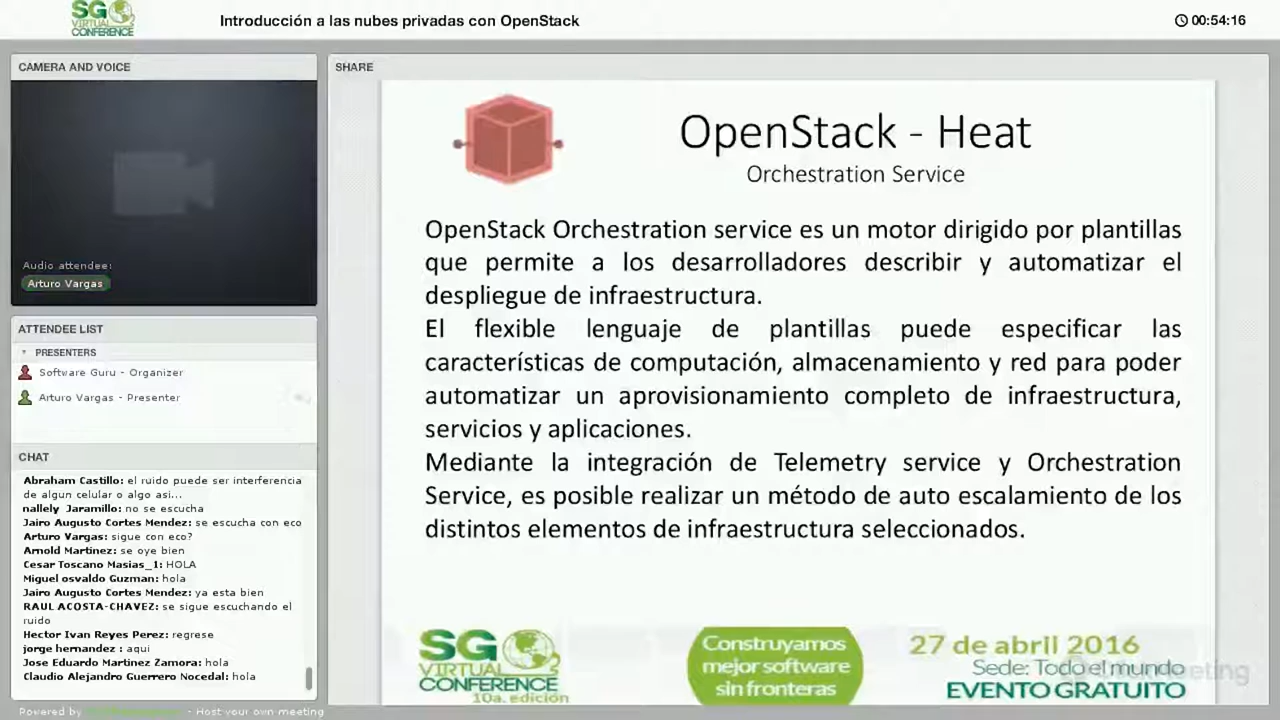 SG
VIRTUAL
CONFERENCE
Introducción a las nubes privadas con OpenStack
00:54:16
CAMERA AND VOICE
Audio attendee:
Arturo Vargas
ATTENDEE LIST
PRESENTERS
Software Guru - Organizer
Arturo Vargas - Presenter
CHAT
Abraham Castillo: el ruido puede ser interferencia
de algun celular o algo asi...
nallely Jaramillo: no se escucha
Jairo Augusto Cortes Mendez: se escucha con eco
Arturo Vargas: sigue con eco?
Arnold Martinez: se oye bien
Cesar Toscano Masias_1: HOLA
Miguel osvaldo Guzman: hola
Jairo Augusto Cortes Mendez: ya esta bien
RAUL ACOSTA-CHAVEZ: se sigue escuchando el
ruido
Hector Ivan Reyes Perez: regrese
jorge hernandez : aqui
Jose Eduardo Martinez Zamora: hola
Claudio Alejandro Guerrero Nocedal: hola
Powered by
- Host your own meeting
SHARE
OpenStack - Heat
Orchestration Service
OpenStack Orchestration service es un motor dirigido por plantillas
que permite a los desarrolladores describir y automatizar el
despliegue de infraestructura.
El flexible lenguaje de plantillas puede especificar las
características de computación, almacenamiento y red para poder
automatizar un aprovisionamiento completo de infraestructura,
servicios y aplicaciones.
Mediante la integración de Telemetry service y Orchestration
Service, es posible realizar un método de auto escalamiento de los
distintos elementos de infraestructura seleccionados.
SG
VIRTUAL
CONFERENCE
10a. edición
Construyamos
mejor software
sin fronteras
27 de abril 2016
Sede: Todo el mundo
EVENTO GRATUITO